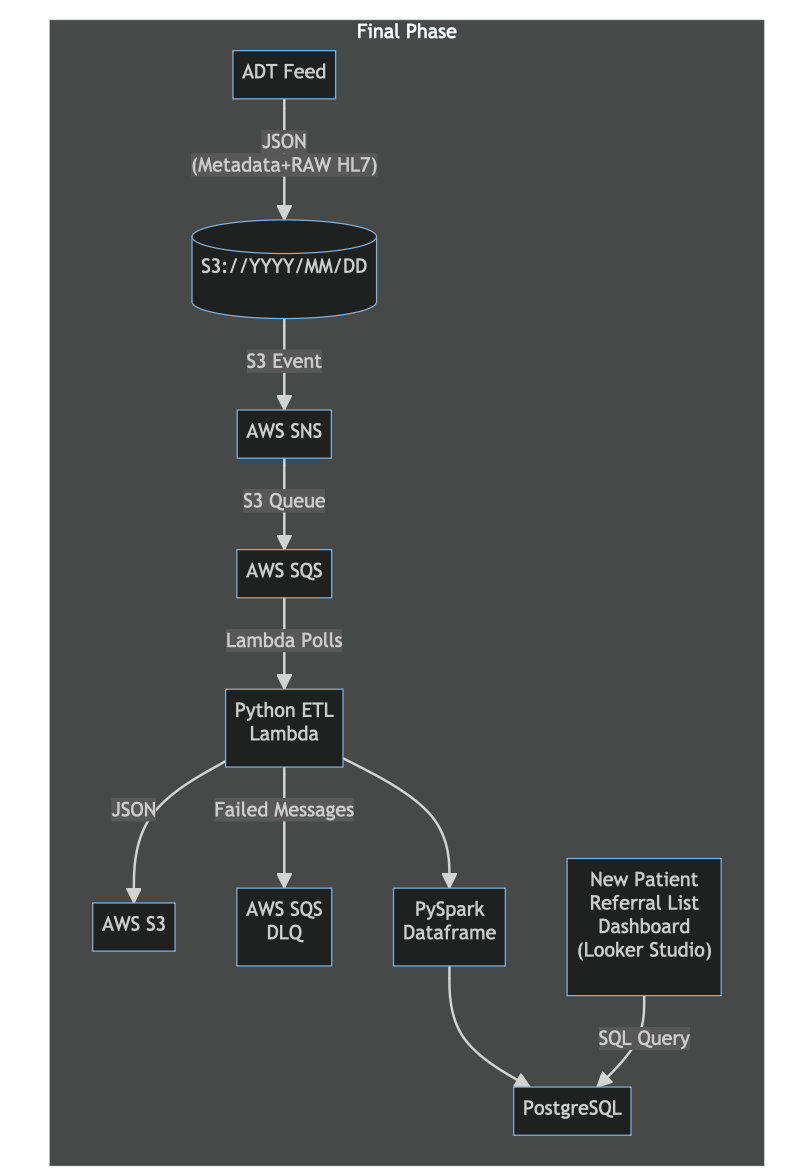 Final Phase
ADT Feed
JSON
(Metadata+RAW HL7)
S3://YYYY/MM/DD
S3 Event
AWS SNS
S3 Queue
AWS SQS
Lambda Polls
Python ETL
Lambda
JSON
Failed Messages
AWS S3
AWS SQS
DLQ
PySpark
Dataframe
New Patient
Referral List
Dashboard
(Looker Studio)
SQL Query
PostgreSQL